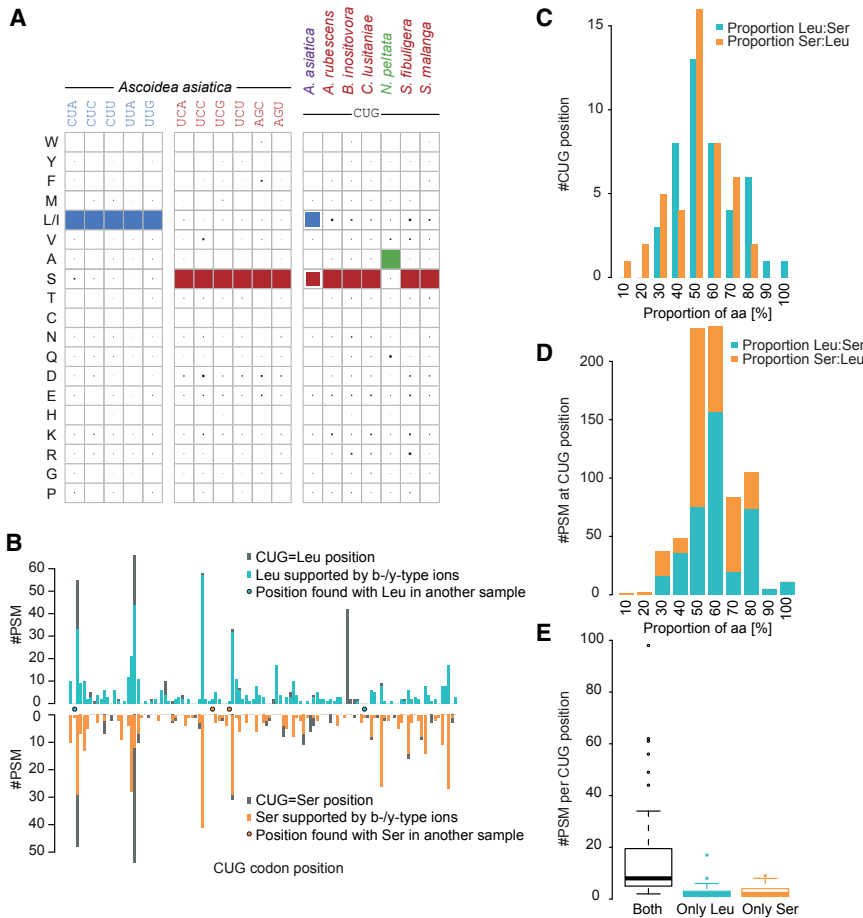 A
Ascoidea asiatica
CUA CUC CUU UUA UUG
UCA UCC UCG UCU AGC AGU
A. asiatica
A. rubescens
B. inositovora
C. lusitaniae
N. peltata
S. fibuligera
S. malanga
CUG
W
Y
F
M
L/I
V
A
S
T
C
N
Q
D
E
H
K
R
G
P
B
#PSM
60
50
40
30
20
10
0
CUG=Leu position
Leu supported by b-/y-type ions
Position found with Leu in another sample
#PSM
0
10
20
30
40
50
CUG=Ser position
Ser supported by b-/y-type ions
Position found with Ser in another sample
CUG codon position
C
Proportion Leu:Ser
Proportion Ser:Leu
#CUG position
15
10
5
0
10 20 30 40 50 60 70 80 90 100
Proportion of aa [%]
D
Proportion Leu:Ser
Proportion Ser:Leu
#PSM at CUG position
200
150
100
50
0
10 20 30 40 50 60 70 80 90 100
Proportion of aa [%]
E
#PSM per CUG position
100
80
60
40
20
0
Both Only Leu Only Ser